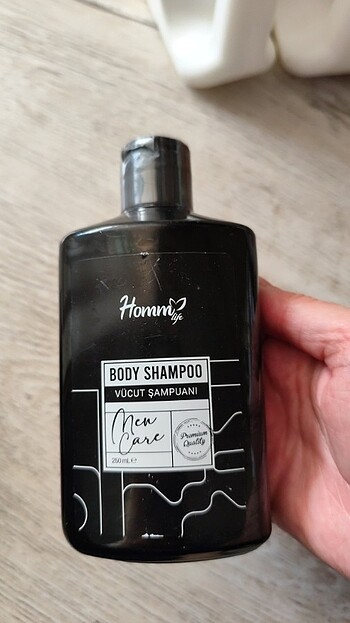 Homm
life
BODY SHAMPOO
VÜCUT ŞAMPUANI
Men
Care
Premium
Quality
250 mL e